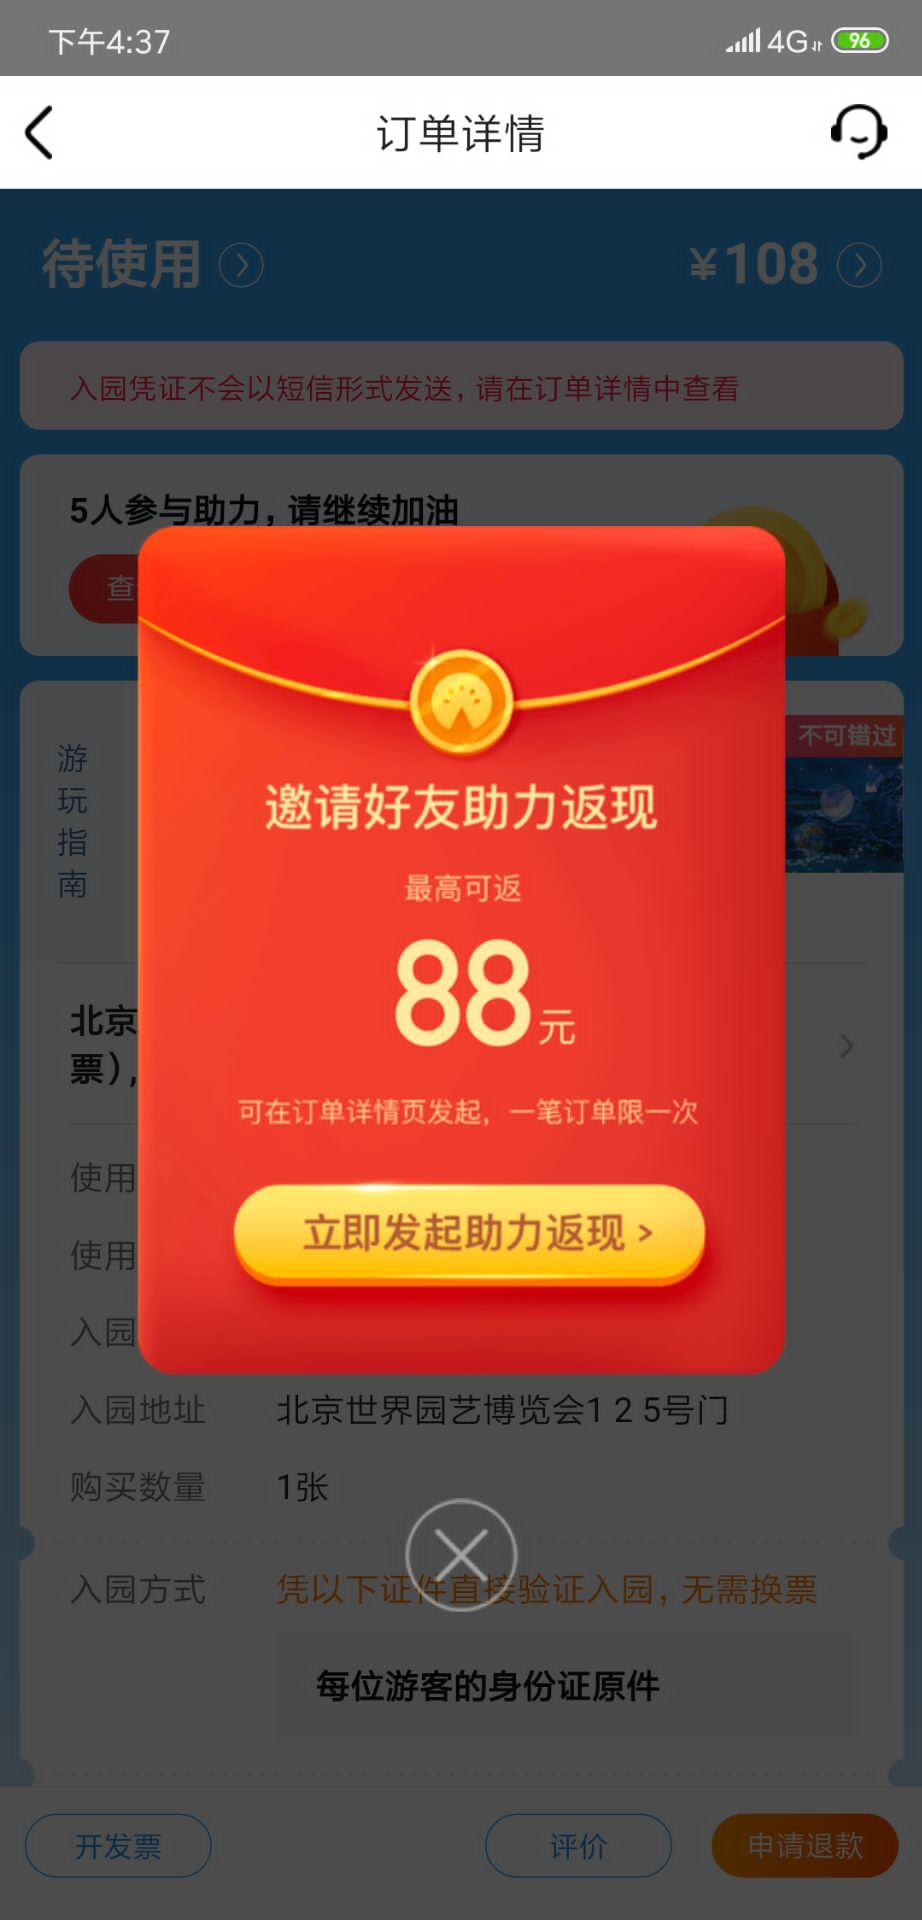 下午4:37
4G
96
订单详情
待使用
¥108
入园凭证不会以短信形式发送，请在订单详情中查看
5人参与助力，请继续加油
查
邀请好友助力返现
不可错过
游玩指南
最高可返
88元
北京
票），
可在订单详情页发起，一笔订单限一次
使用
立即发起助力返现 >
使用
入园
入园地址 北京世界园艺博览会1 2 5号门
购买数量 1张
入园方式 凭以下证件直接验证入园，无需换票
每位游客的身份证原件
开发票
评价
申请退款